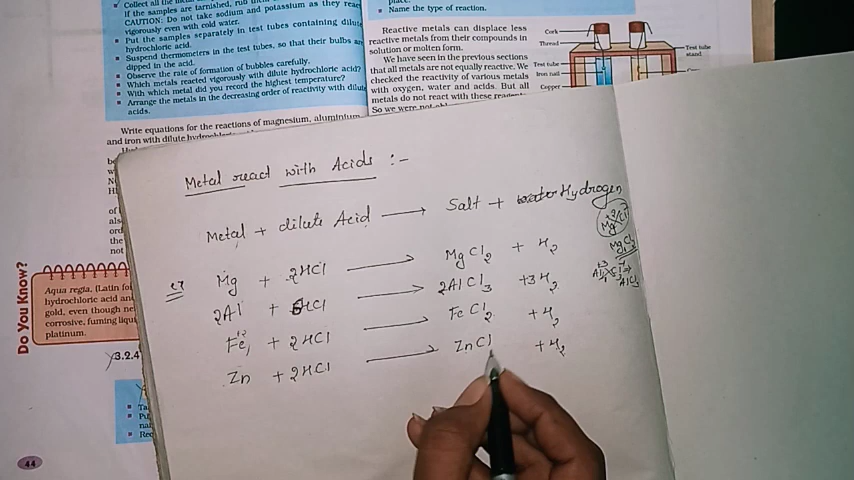 Collect all the
If the samples are tarnished, rub them
CAUTION: Do not take sodium and potassium as they react
vigorously even with cold water.
Put the samples separately in test tubes containing dilute
hydrochloric acid.
Suspend thermometers in the test tubes, so that their bulbs are
dipped in the acid.
Observe the rate of formation of bubbles carefully.
Which metals reacted vigorously with dilute hydrochloric acid?
With which metal did you record the highest temperature?
Arrange the metals in the decreasing order of reactivity with dilute
acids.
Write equations for the reactions of magnesium, aluminium,
and iron with dilute
place.
Name the type of reaction.
Reactive metals can displace less
reactive metals from their compounds in
solution or molten form.
We have seen in the previous sections
that all metals are not equally reactive. We
checked the reactivity of various metals
with oxygen, water and acids. But all
metals do not react with these
So we were not
Cork
Thread
Test tube
Iron nail
Copper
Test tube
stand
Metal react with Acids :-
Metal + dilute Acid → Salt + Hydrogen
Mg + 2HCl → MgCl2 + H2
2Al + 6HCl → 2AlCl3 + 3H2
Fe + 2HCl → FeCl2 + H2
Zn + 2HCl → ZnCl + H2
Do You Know?
Aqua regia, (Latin for
hydrochloric acid
gold, even though
corrosive, fuming
platinum.
3.2.4
44